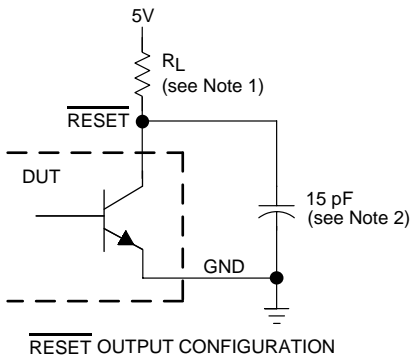 5V
RL
(see Note 1)
RESET
DUT
15 pF
(see Note 2)
GND
RESET OUTPUT CONFIGURATION